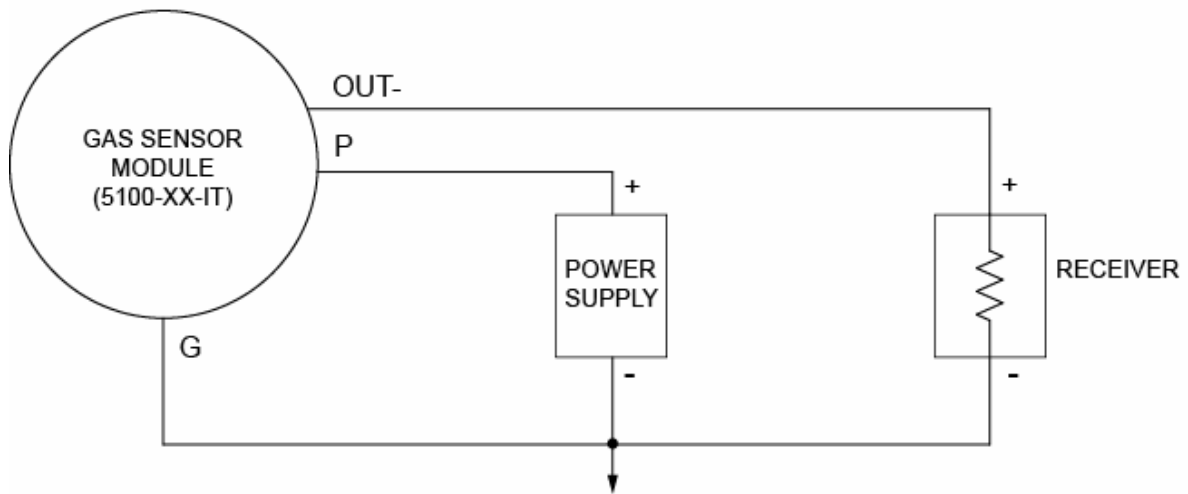 OUT-
P
GAS SENSOR
MODULE
(5100-XX-IT)
+
+
POWER
SUPPLY
RECEIVER
G
-
-